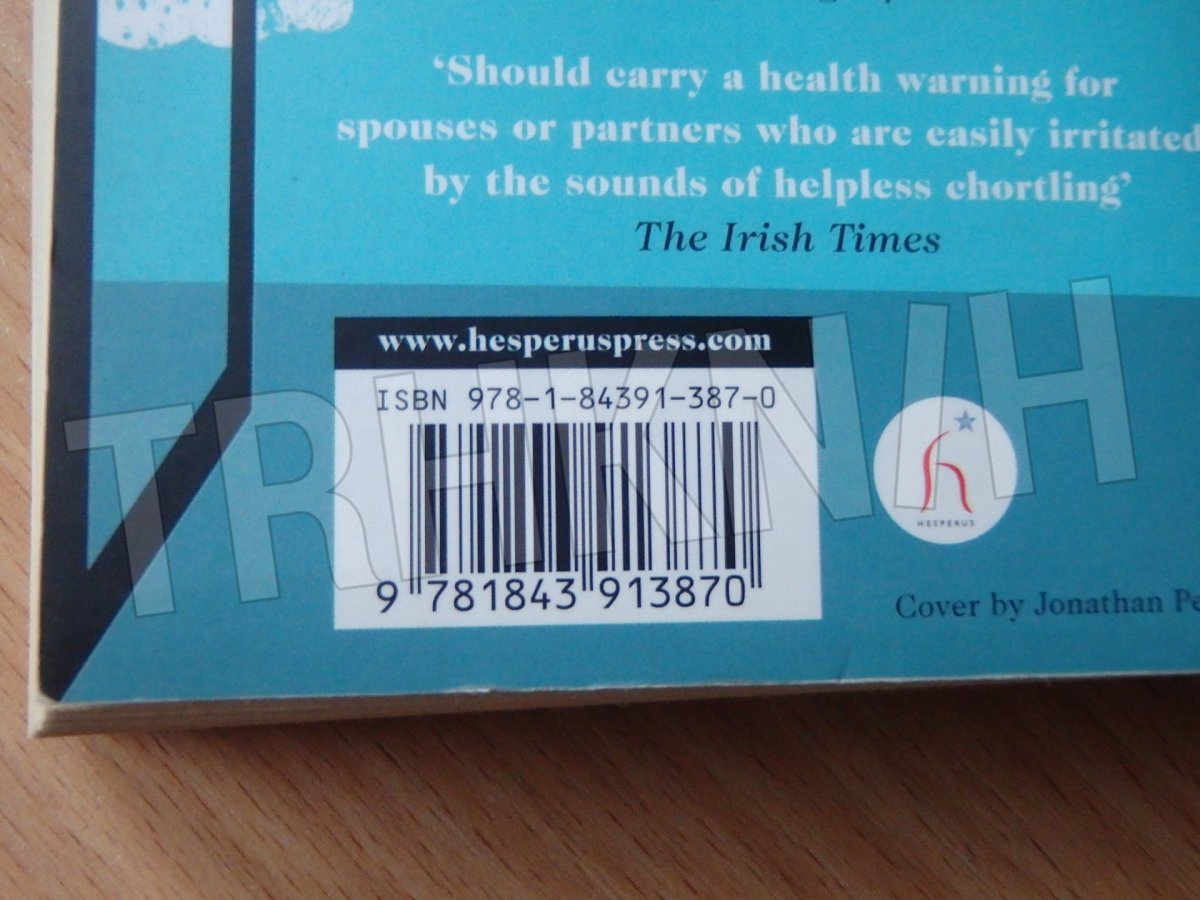 ‘Should carry a health warning for
spouses or partners who are easily irritated
by the sounds of helpless chortling’
The Irish Times
www.hesperuspress.com
ISBN 978-1-84391-387-0
9 781843 913870
HESPERUS
Cover by Jonathan